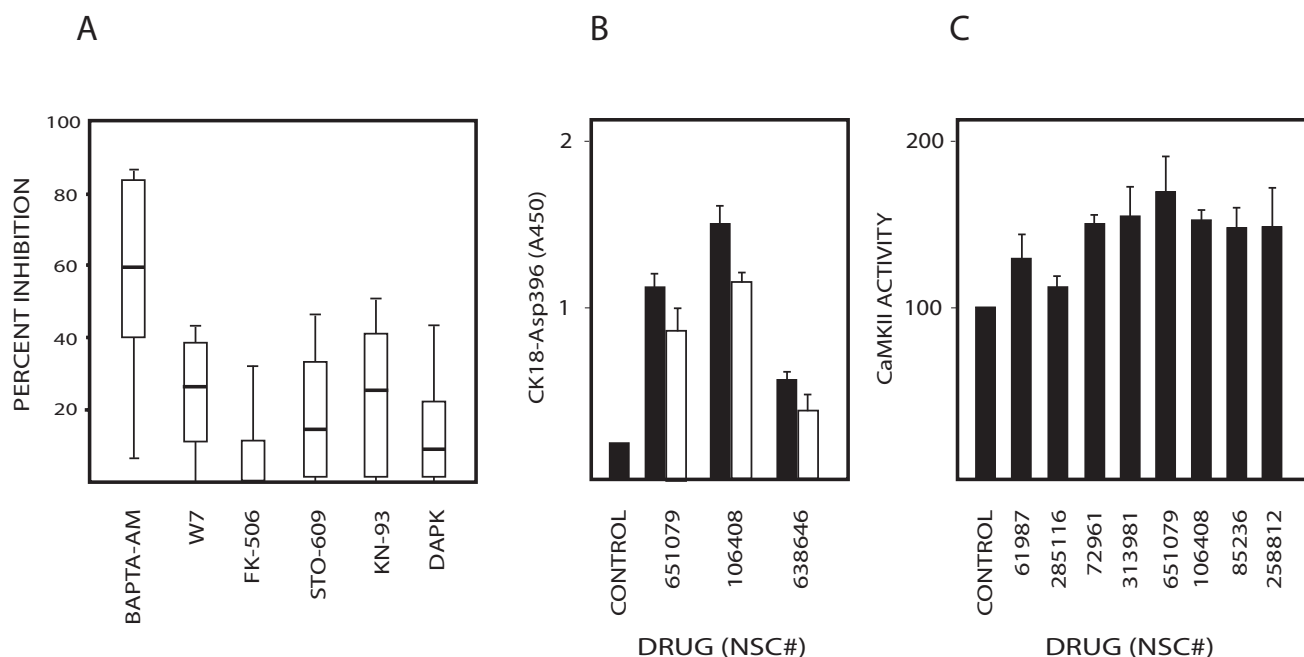 A
B
C
PERCENT INHIBITION
100
80
60
40
20
BAPTA-AM
W7
FK-506
STO-609
KN-93
DAPK
CK18-Asp396 (A450)
2
1
CONTROL
651079
106408
638646
DRUG (NSC#)
CaMKII ACTIVITY
200
100
CONTROL
61987
285116
72961
313981
651079
106408
85236
258812
DRUG (NSC#)